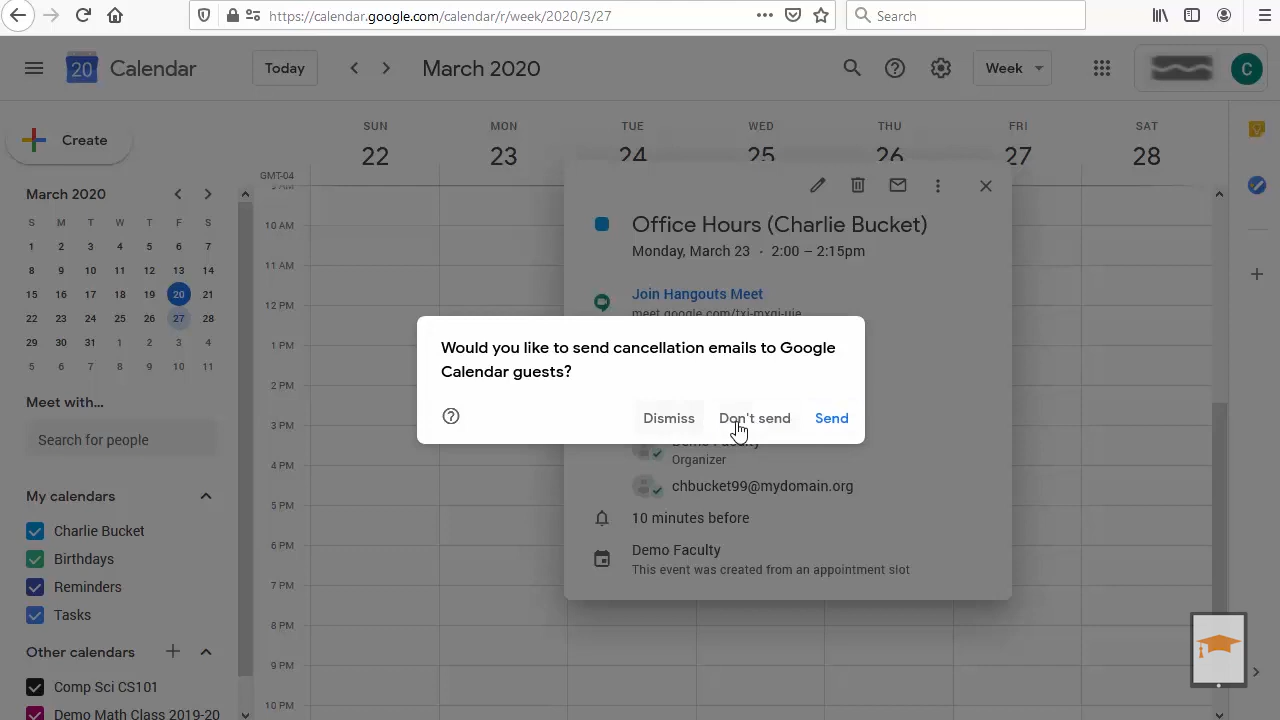 https://calendar.google.com/calendar/r/week/2020/3/27
Search
20
Calendar
Today
March 2020
Week
C
Create
SUN
MON
TUE
WED
THU
FRI
SAT
22
23
24
25
26
27
28
GMT-04
March 2020
S M T W T F S
1 2 3 4 5 6 7
8 9 10 11 12 13 14
15 16 17 18 19 20 21
22 23 24 25 26 27 28
29 30 31 1 2 3 4
5 6 7 8 9 10 11
9 AM
10 AM
11 AM
12 PM
1 PM
2 PM
3 PM
4 PM
5 PM
6 PM
7 PM
8 PM
9 PM
10 PM
Meet with...
Search for people
My calendars
Charlie Bucket
Birthdays
Reminders
Tasks
Other calendars
Comp Sci CS101
Demo Math Class 2019-20
Office Hours (Charlie Bucket)
Monday, March 23 · 2:00 – 2:15pm
Join Hangouts Meet
Would you like to send cancellation emails to Google
Calendar guests?
Dismiss
Don't send
Send
Demo Faculty
Organizer
chbucket99@mydomain.org
10 minutes before
Demo Faculty
This event was created from an appointment slot